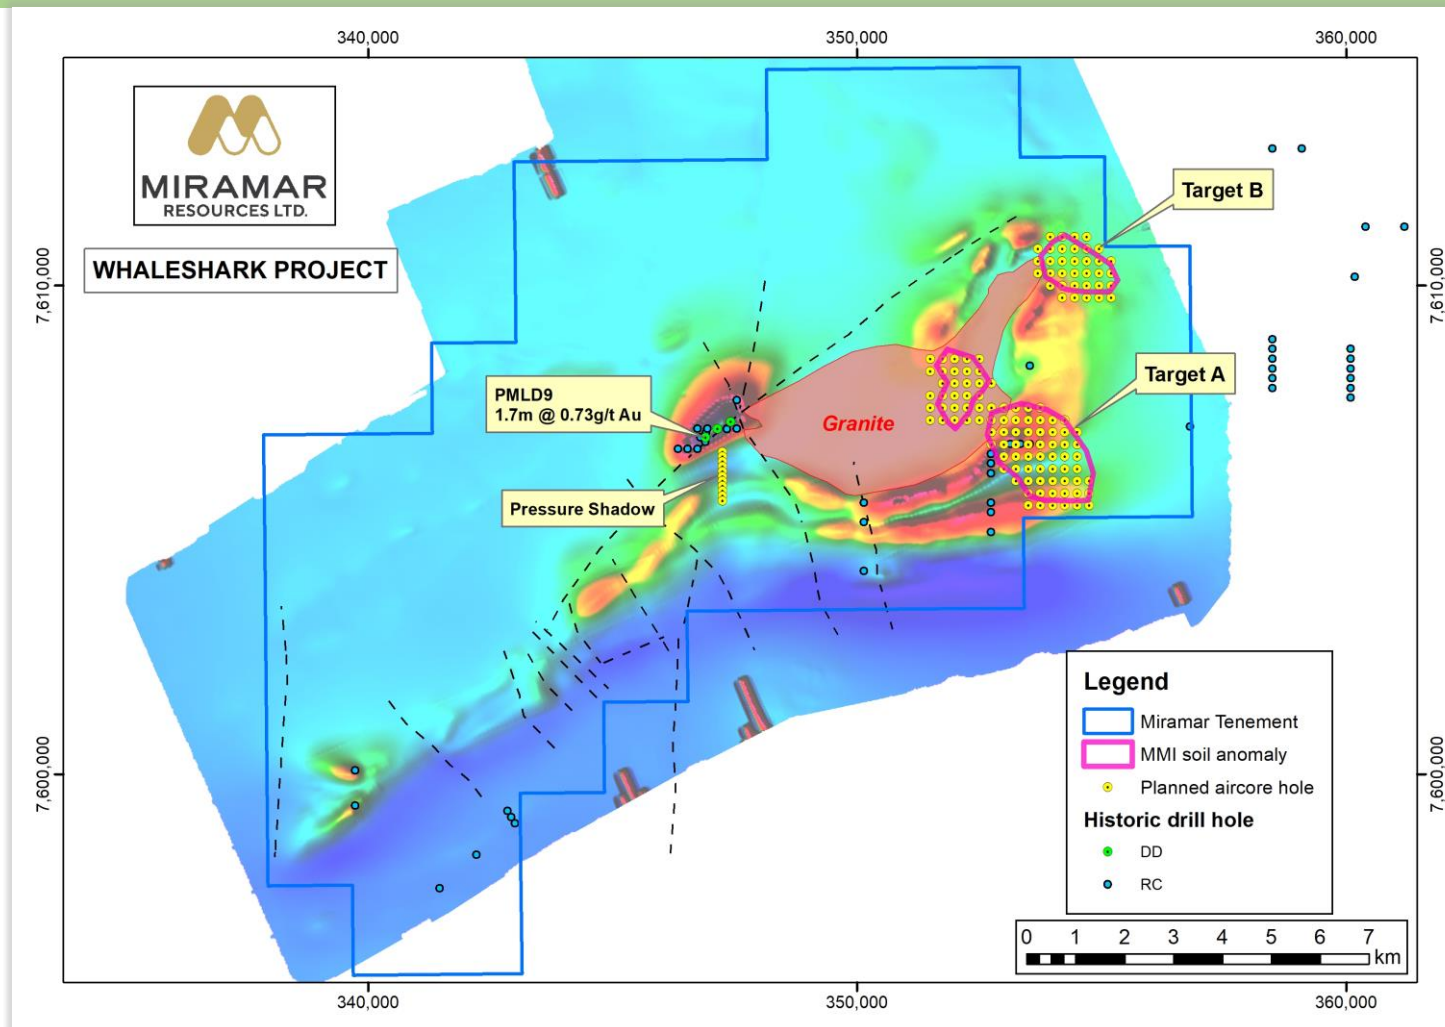 340,000
350,000
360,000
MIRAMAR
RESOURCES LTD.
WHALESHARK PROJECT
Target B
7,610,000
7,610,000
Target A
PMLD9
1.7m @ 0.73g/t Au
Granite
Pressure Shadow
7,600,000
7,600,000
Legend
Miramar Tenement
MMI soil anomaly
Planned aircore hole
Historic drill hole
DD
RC
0 1 2 3 4 5 6 7
km
340,000
350,000
360,000